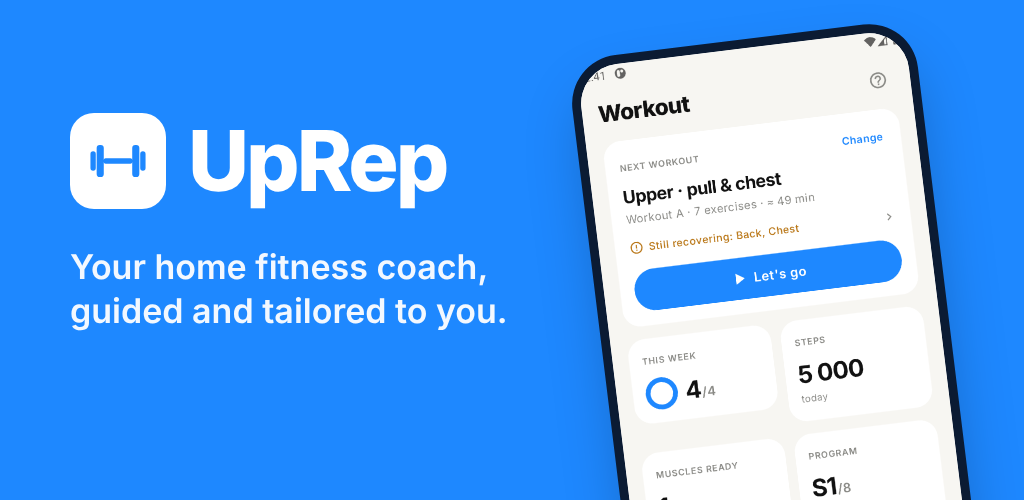 UpRep
Your home fitness coach,
guided and tailored to you.
:41
Workout
NEXT WORKOUT
Change
Upper · pull & chest
Workout A · 7 exercises · ≈ 49 min
Still recovering: Back, Chest
Let's go
THIS WEEK
4/4
STEPS
5 000
today
MUSCLES READY
PROGRAM
S1/8